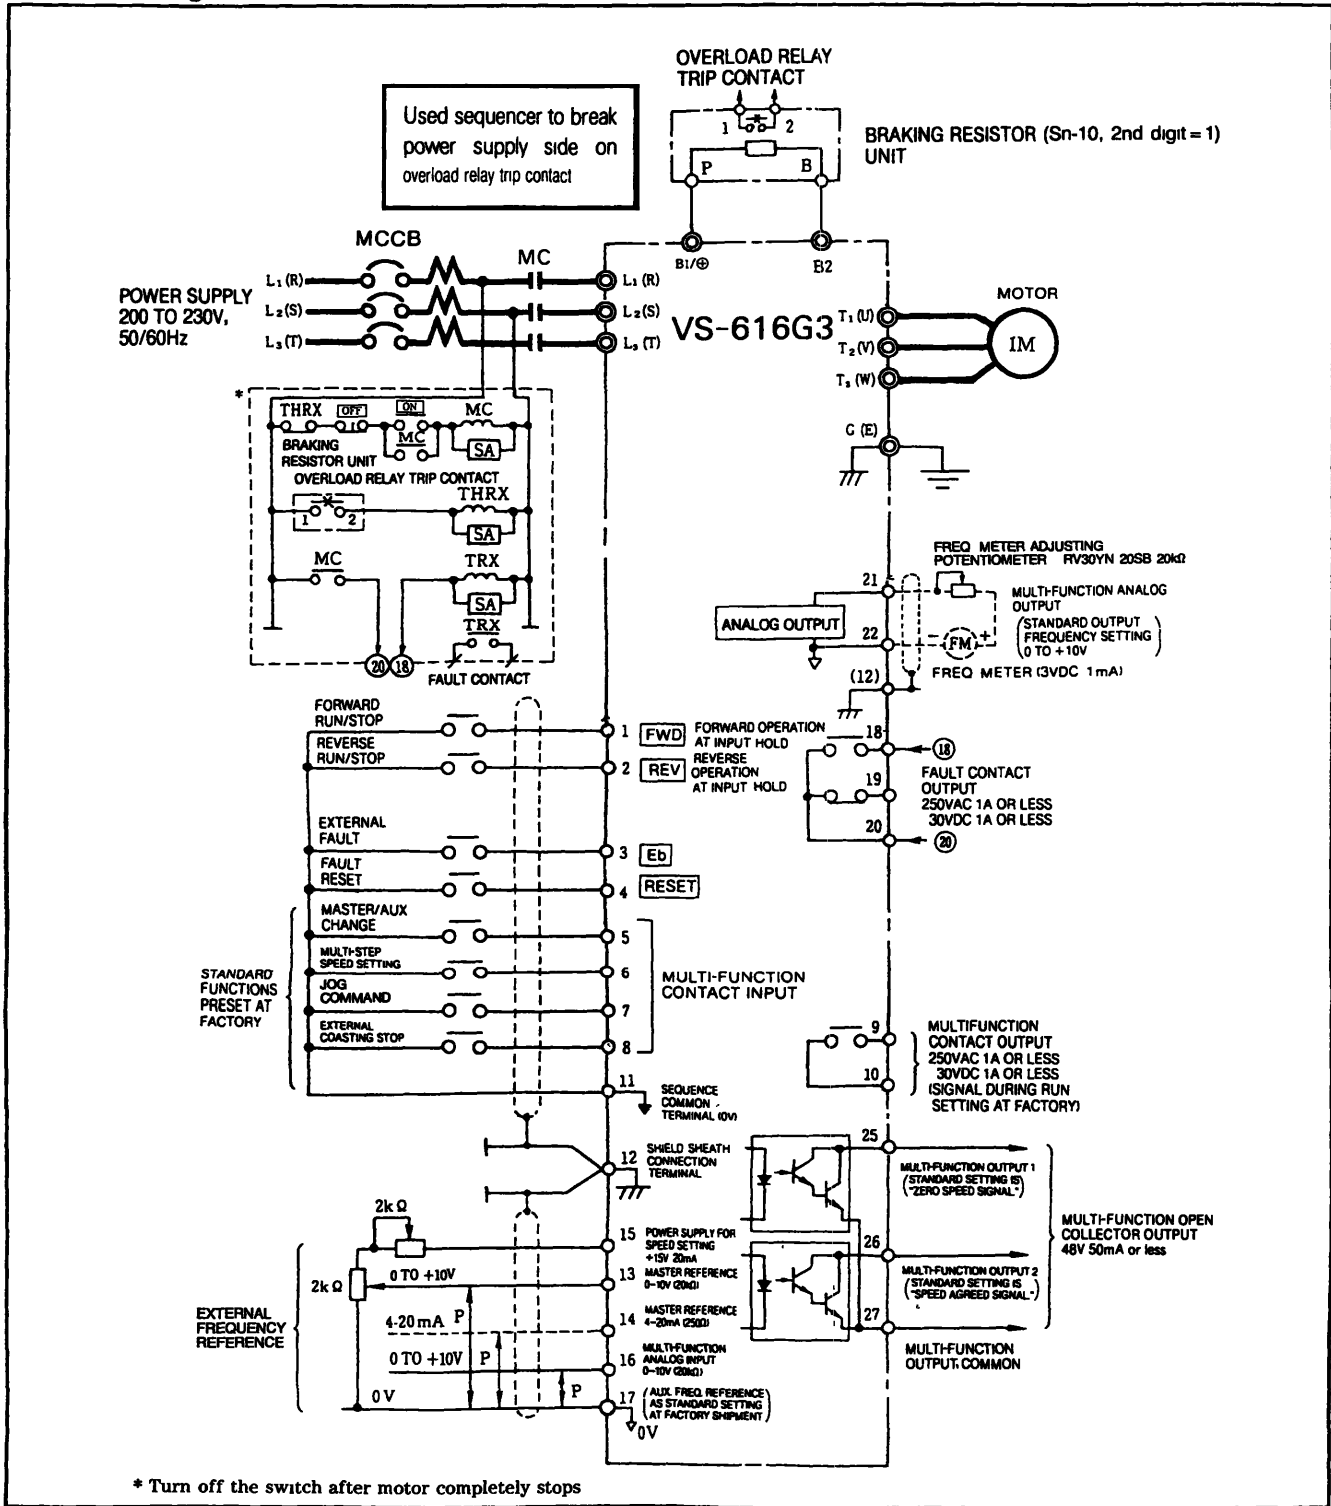 OVERLOAD RELAY
TRIP CONTACT
Used sequencer to break
power supply side on
overload relay trip contact
1 2
P B
BRAKING RESISTOR (Sn-10, 2nd digit = 1)
UNIT
B1/⊕ B2
MCCB
MC
L1 (R)
L2 (S)
L3 (T)
POWER SUPPLY
200 TO 230V,
50/60Hz
L1 (R)
L2 (S)
L3 (T)
VS-616G3
T1 (U)
T2 (V)
T3 (W)
MOTOR
IM
G (E)
*
THRX OFF ON MC
MC
SA
BRAKING
RESISTOR UNIT
OVERLOAD RELAY TRIP CONTACT
THRX
1 2
SA
MC
TRX
SA
TRX
20 18
FAULT CONTACT
FREQ METER ADJUSTING
POTENTIOMETER RV30YN 20SB 20kΩ
21
MULTI-FUNCTION ANALOG
OUTPUT
(STANDARD OUTPUT
FREQUENCY SETTING
0 TO +10V)
ANALOG OUTPUT
22
- FM +
FREQ METER (3VDC 1mA)
(12)
FORWARD
RUN/STOP
1 FWD FORWARD OPERATION
AT INPUT HOLD
REVERSE
RUN/STOP
2 REV REVERSE
OPERATION
AT INPUT HOLD
18
18
19
20
20
FAULT CONTACT
OUTPUT
250VAC 1A OR LESS
30VDC 1A OR LESS
EXTERNAL
FAULT
3 Eb
FAULT
RESET
4 RESET
MASTER/AUX
CHANGE
5
MULTI-STEP
SPEED SETTING
6
JOG
COMMAND
7
EXTERNAL
COASTING STOP
8
STANDARD
FUNCTIONS
PRESET AT
FACTORY
MULTI-FUNCTION
CONTACT INPUT
9
10
MULTIFUNCTION
CONTACT OUTPUT
250VAC 1A OR LESS
30VDC 1A OR LESS
(SIGNAL DURING RUN
SETTING AT FACTORY)
11
SEQUENCE
COMMON
TERMINAL (0V)
12
SHIELD SHEATH
CONNECTION
TERMINAL
25
MULTI-FUNCTION OUTPUT 1
(STANDARD SETTING IS
"ZERO SPEED SIGNAL")
26
MULTI-FUNCTION OUTPUT 2
(STANDARD SETTING IS
"SPEED AGREED SIGNAL")
27
MULTI-FUNCTION
OUTPUT, COMMON
MULTI-FUNCTION OPEN
COLLECTOR OUTPUT
48V 50mA or less
2kΩ
15
POWER SUPPLY FOR
SPEED SETTING
+15V 20mA
2kΩ
0 TO +10V
13
MASTER REFERENCE
0~10V (20kΩ)
P
4-20mA
14
MASTER REFERENCE
4~20mA (250Ω)
0 TO +10V
P
16
MULTI-FUNCTION
ANALOG INPUT
0~10V (20kΩ)
P
0V
17
(AUX. FREQ. REFERENCE
AS STANDARD SETTING
AT FACTORY SHIPMENT)
0V
EXTERNAL
FREQUENCY
REFERENCE
* Turn off the switch after motor completely stops